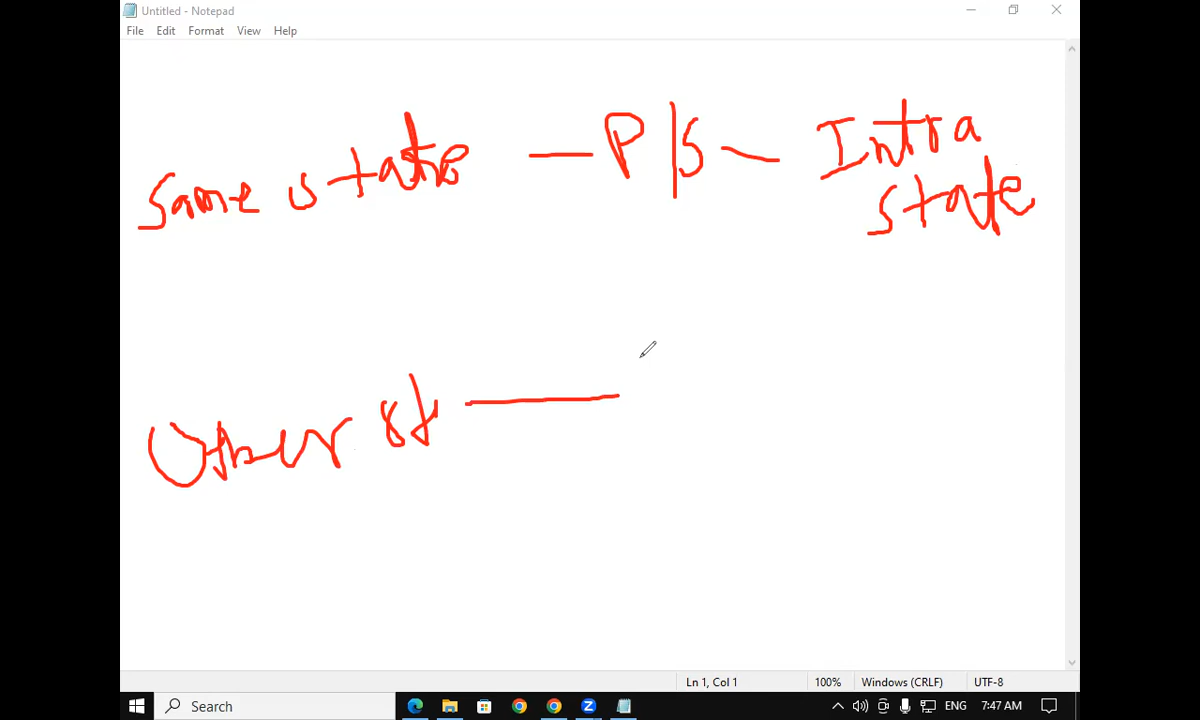 Untitled - Notepad
File Edit Format View Help
Same state — P|S — Intra
state
Other st —
Ln 1, Col 1 100% Windows (CRLF) UTF-8
Search ENG 7:47 AM